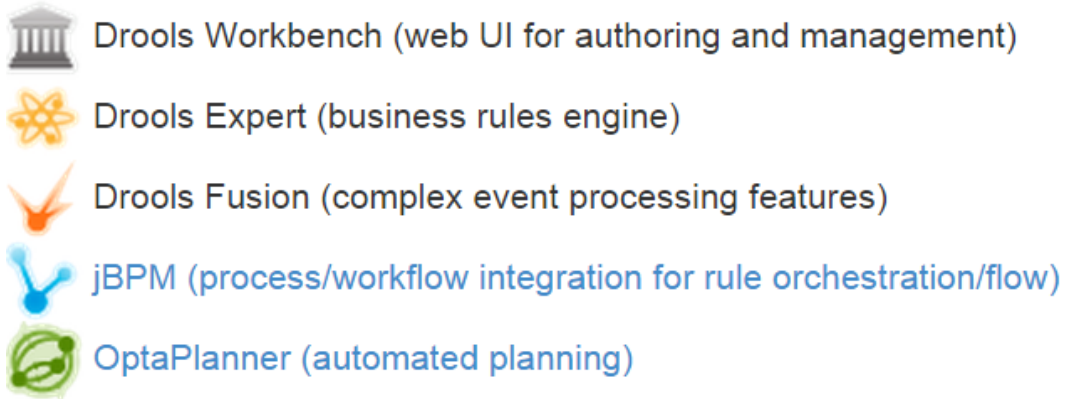 Drools Workbench (web UI for authoring and management)
Drools Expert (business rules engine)
Drools Fusion (complex event processing features)
jBPM (process/workflow integration for rule orchestration/flow)
OptaPlanner (automated planning)